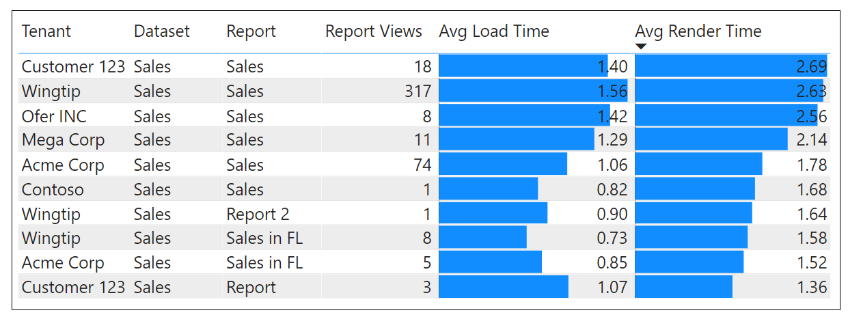 Tenant Dataset Report Report Views Avg Load Time Avg Render Time
Customer 123 Sales Sales 18 1.40 2.69
Wingtip Sales Sales 317 1.56 2.63
Ofer INC Sales Sales 8 1.42 2.56
Mega Corp Sales Sales 11 1.29 2.14
Acme Corp Sales Sales 74 1.06 1.78
Contoso Sales Sales 1 0.82 1.68
Wingtip Sales Report 2 1 0.90 1.64
Wingtip Sales Sales in FL 8 0.73 1.58
Acme Corp Sales Sales in FL 5 0.85 1.52
Customer 123 Sales Report 3 1.07 1.36